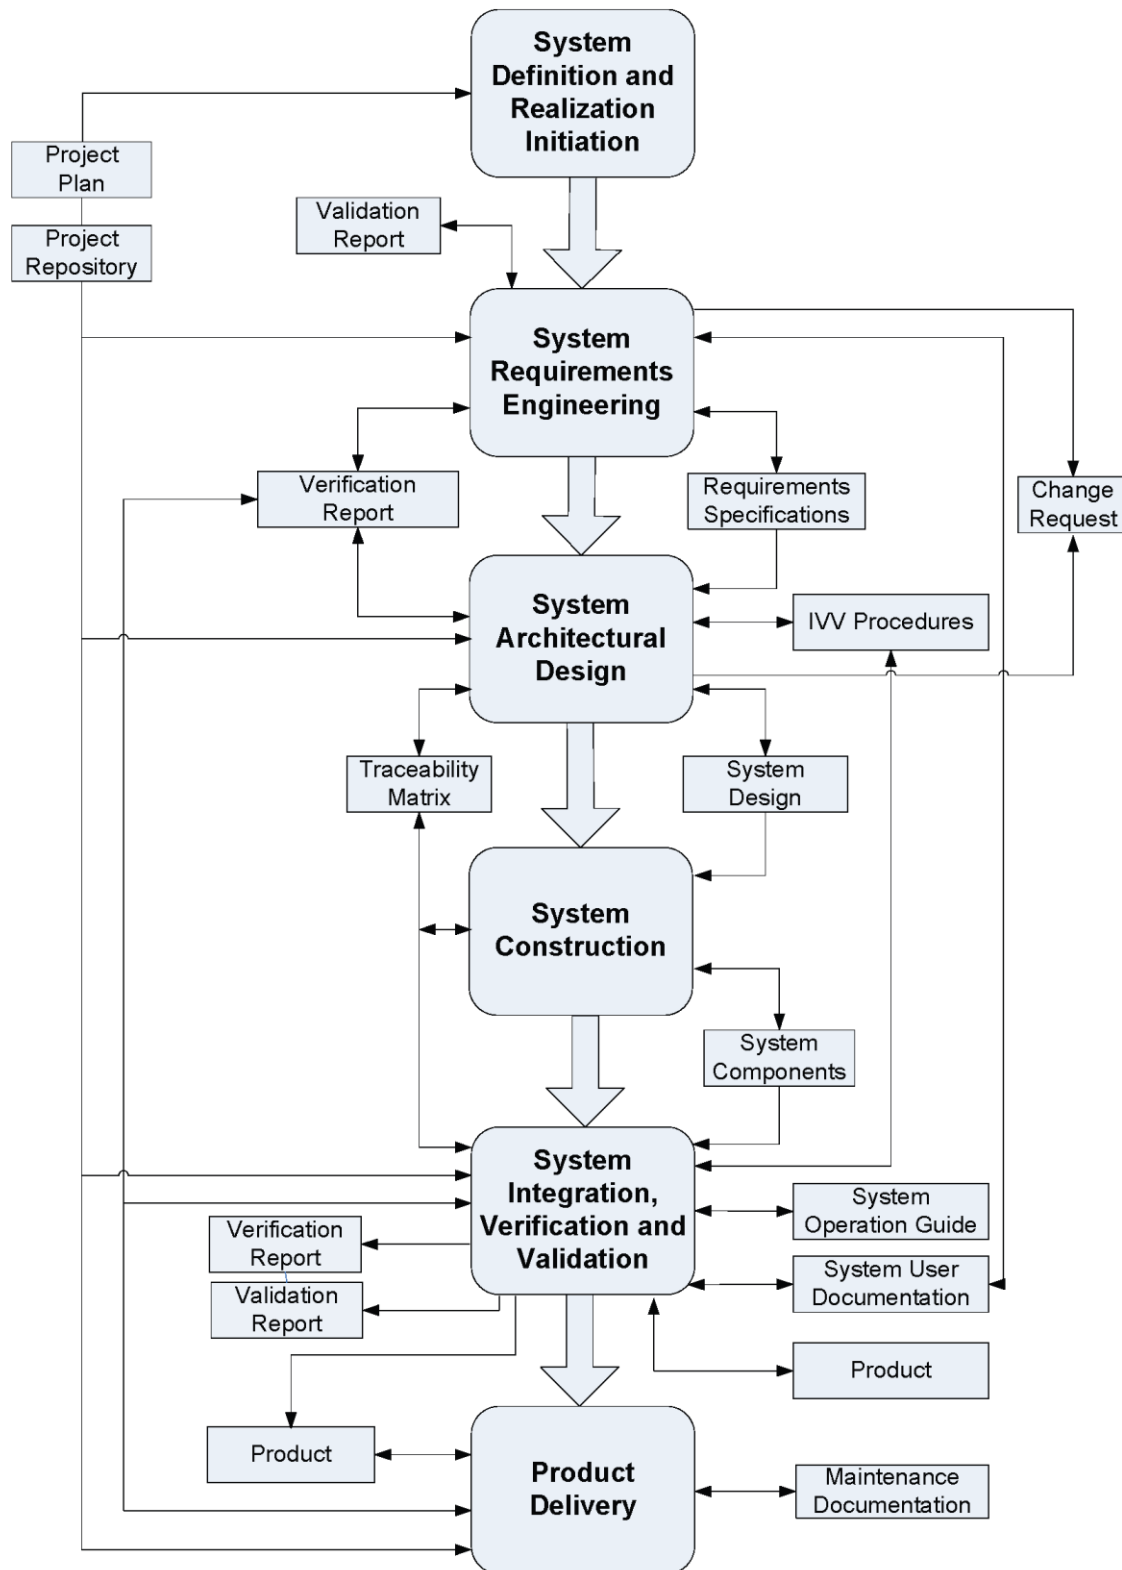 System
Definition and
Realization
Initiation
Project
Plan
Validation
Report
Project
Repository
System
Requirements
Engineering
Verification
Report
Requirements
Specifications
Change
Request
System
Architectural
Design
IVV Procedures
Traceability
Matrix
System
Design
System
Construction
System
Components
System
Integration,
Verification and
Validation
System
Operation Guide
Verification
Report
System User
Documentation
Validation
Report
Product
Product
Product
Delivery
Maintenance
Documentation